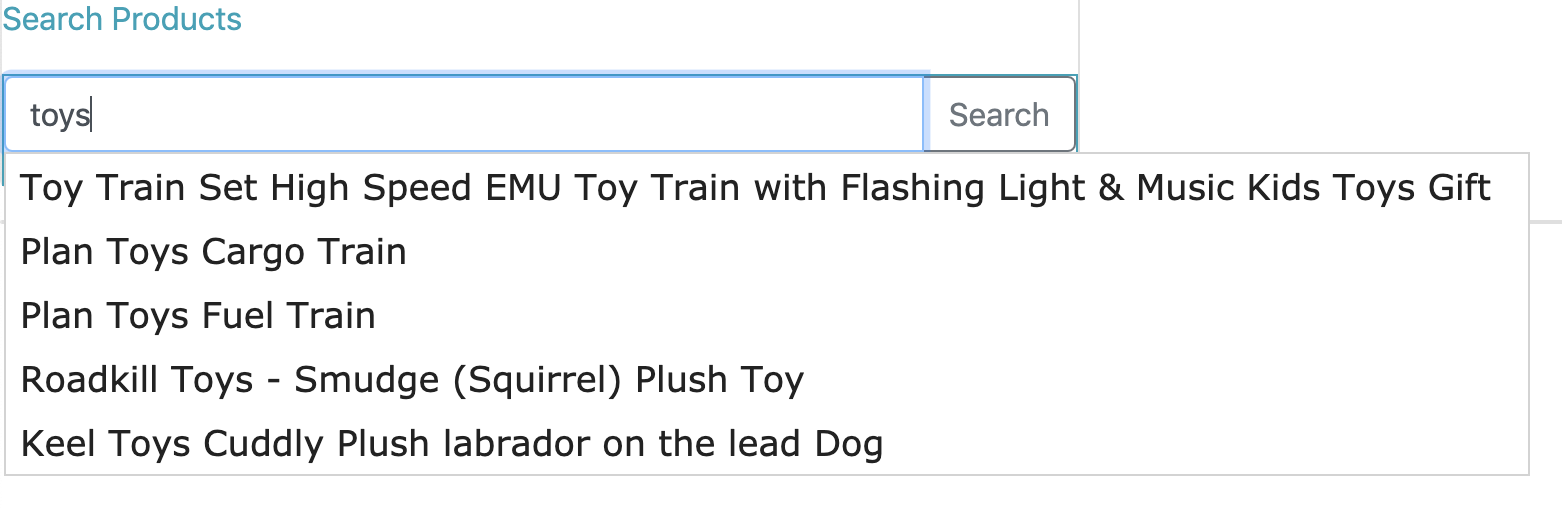 Search Products
toys
Search
Toy Train Set High Speed EMU Toy Train with Flashing Light & Music Kids Toys Gift
Plan Toys Cargo Train
Plan Toys Fuel Train
Roadkill Toys - Smudge (Squirrel) Plush Toy
Keel Toys Cuddly Plush labrador on the lead Dog